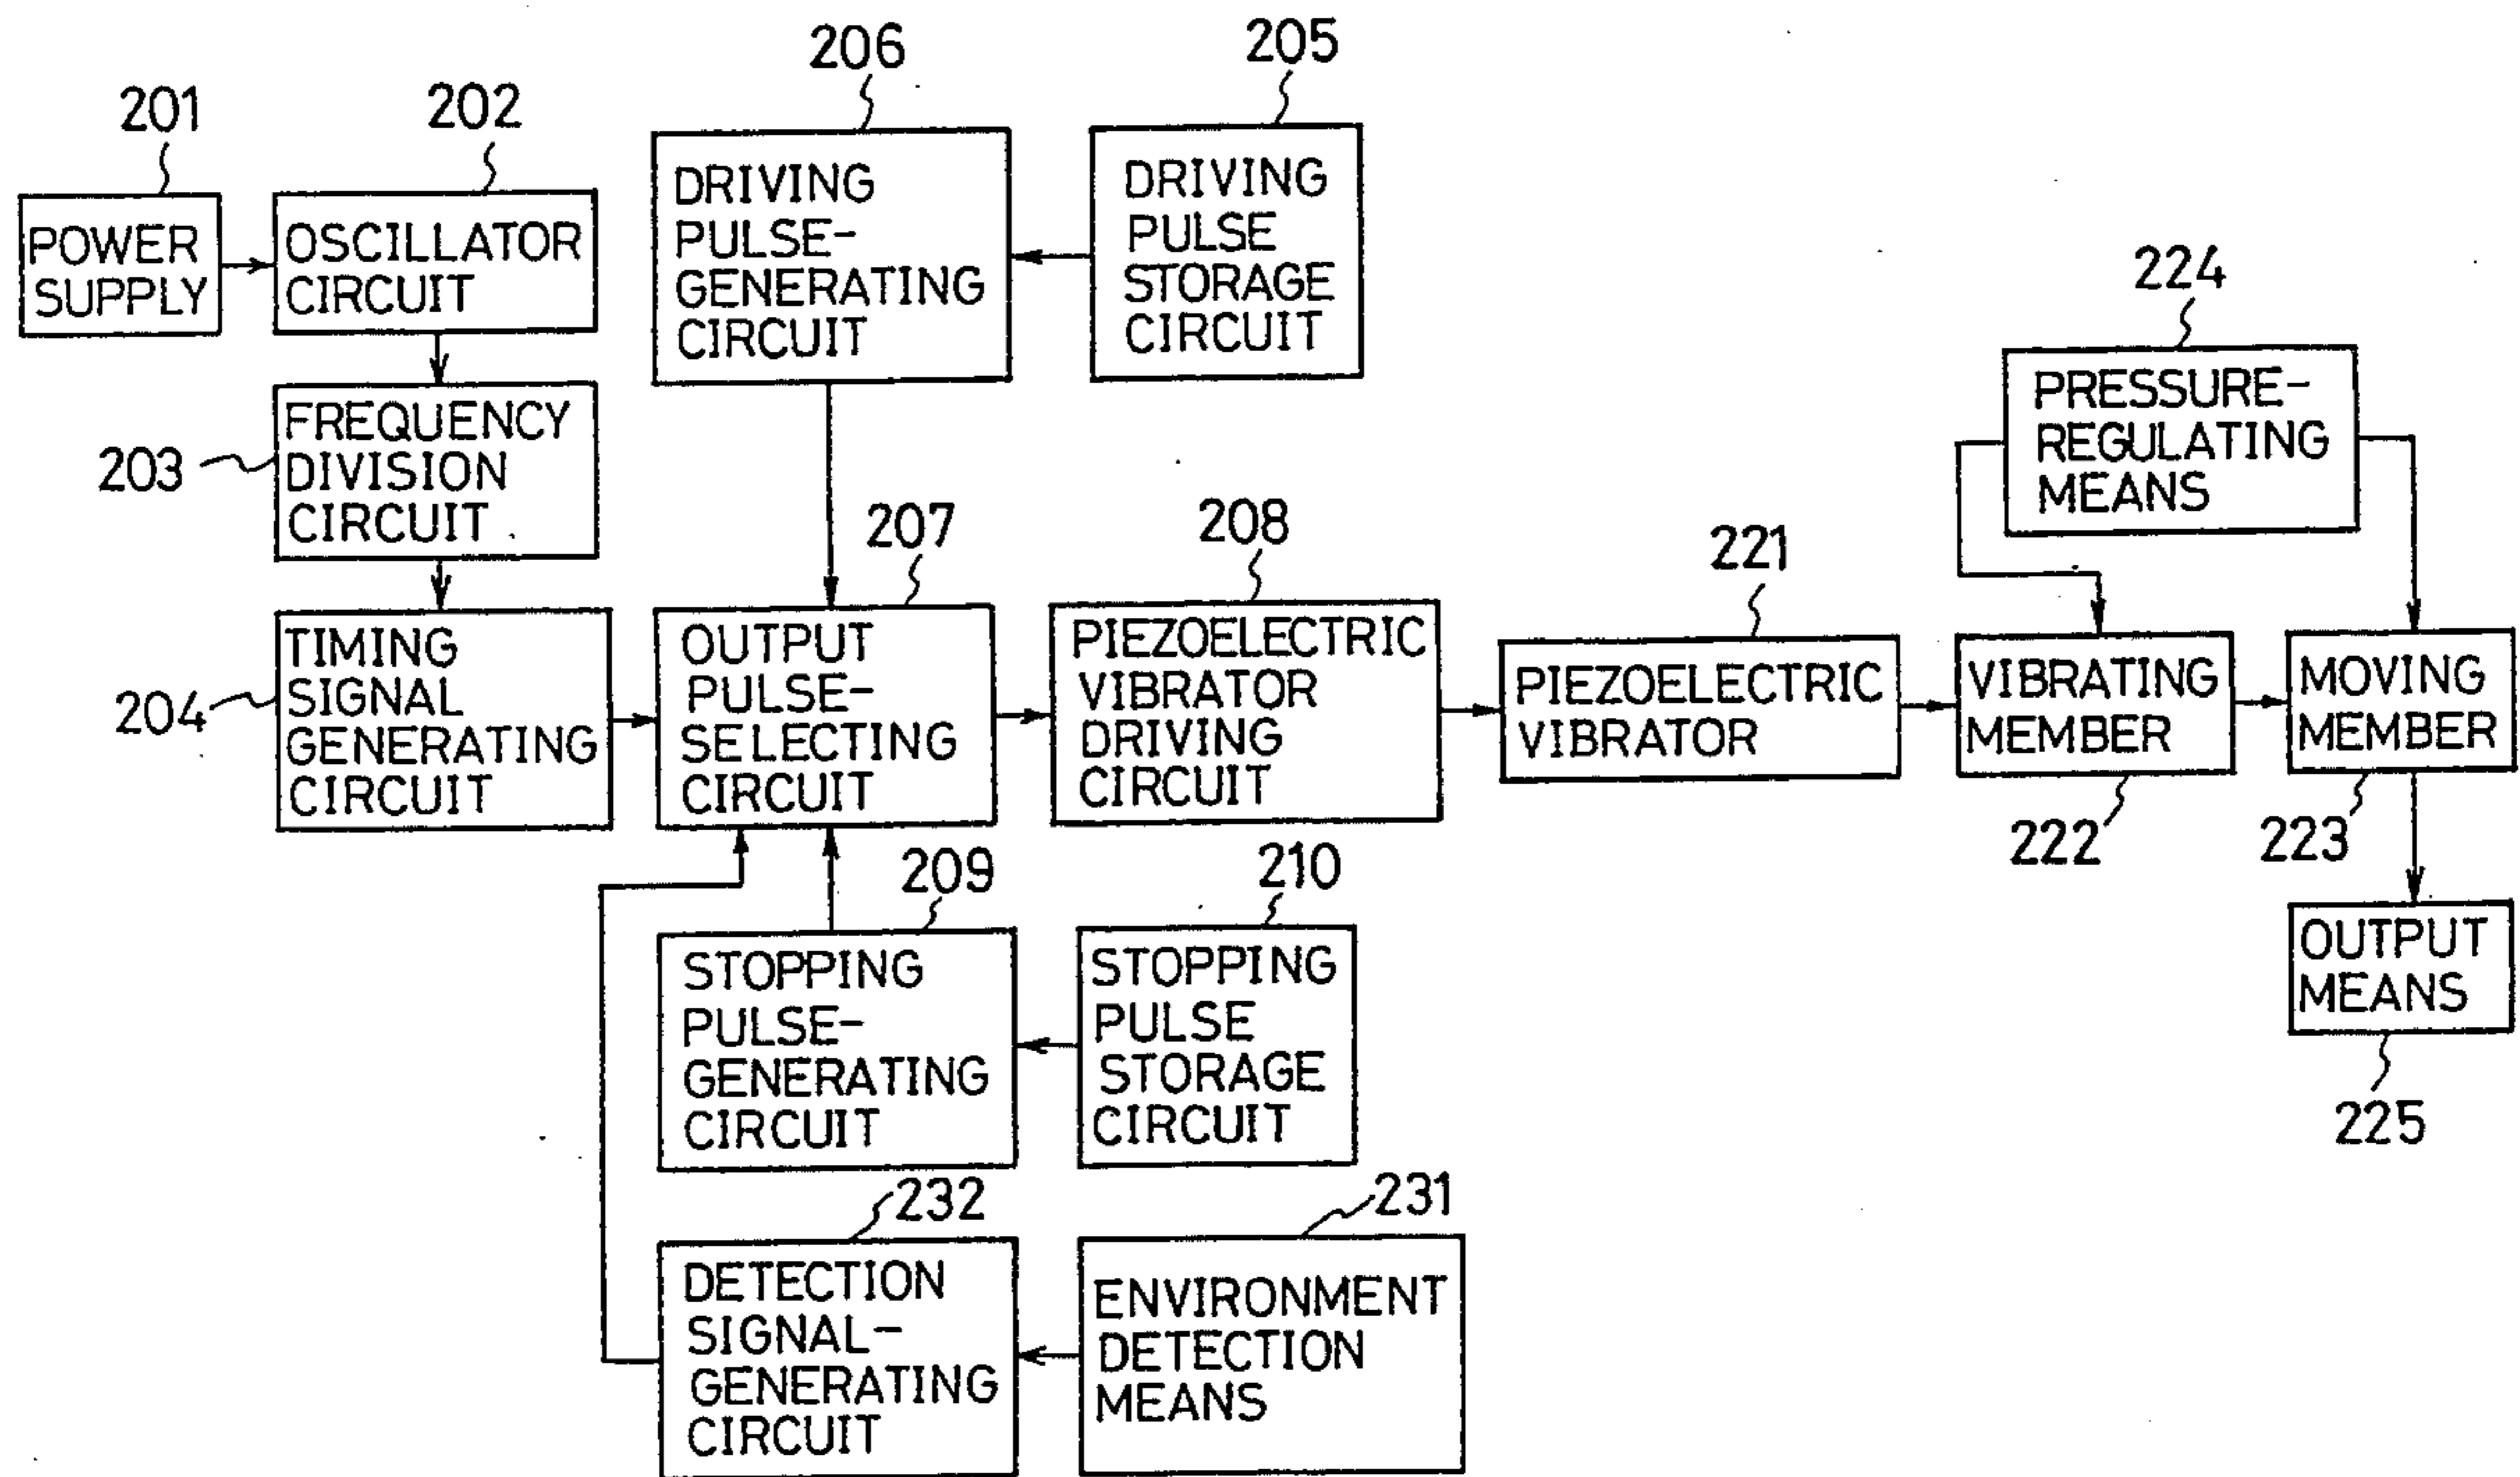 206
205
201
202
DRIVING
PULSE-
GENERATING
CIRCUIT
DRIVING
PULSE
STORAGE
CIRCUIT
POWER
SUPPLY
OSCILLATOR
CIRCUIT
224
PRESSURE-
REGULATING
MEANS
203
FREQUENCY
DIVISION
CIRCUIT
207
208
221
204
TIMING
SIGNAL
GENERATING
CIRCUIT
OUTPUT
PULSE-
SELECTING
CIRCUIT
PIEZOELECTRIC
VIBRATOR
DRIVING
CIRCUIT
PIEZOELECTRIC
VIBRATOR
VIBRATING
MEMBER
MOVING
MEMBER
222
223
209
210
STOPPING
PULSE-
GENERATING
CIRCUIT
STOPPING
PULSE
STORAGE
CIRCUIT
OUTPUT
MEANS
225
232
231
DETECTION
SIGNAL-
GENERATING
CIRCUIT
ENVIRONMENT
DETECTION
MEANS